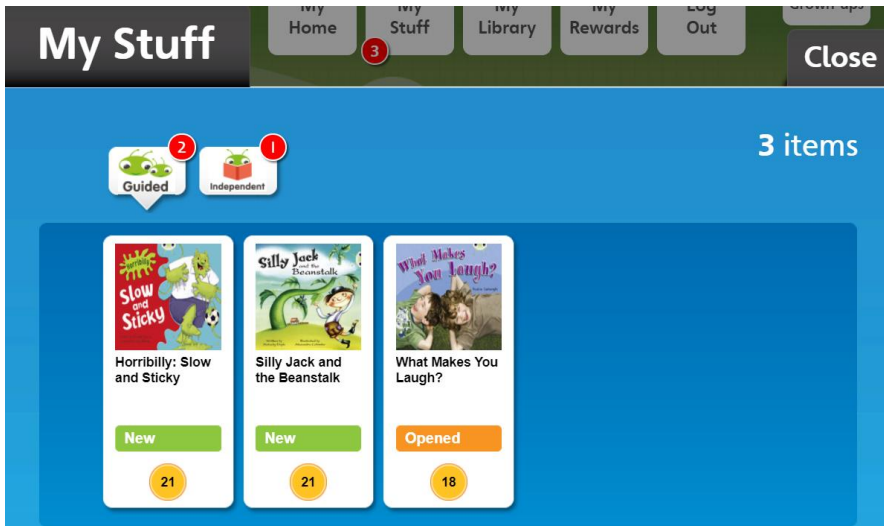 My Stuff
My Home
My Stuff
My Library
My Rewards
Log Out
Grown-ups
3
Close
3 items
2
1
Guided
Independent
Horribilly
Slow
and
Sticky
Silly Jack
and the
Beanstalk
What Makes
You Laugh?
Horribilly: Slow
and Sticky
Silly Jack and
the Beanstalk
What Makes You
Laugh?
New
New
Opened
21
21
18